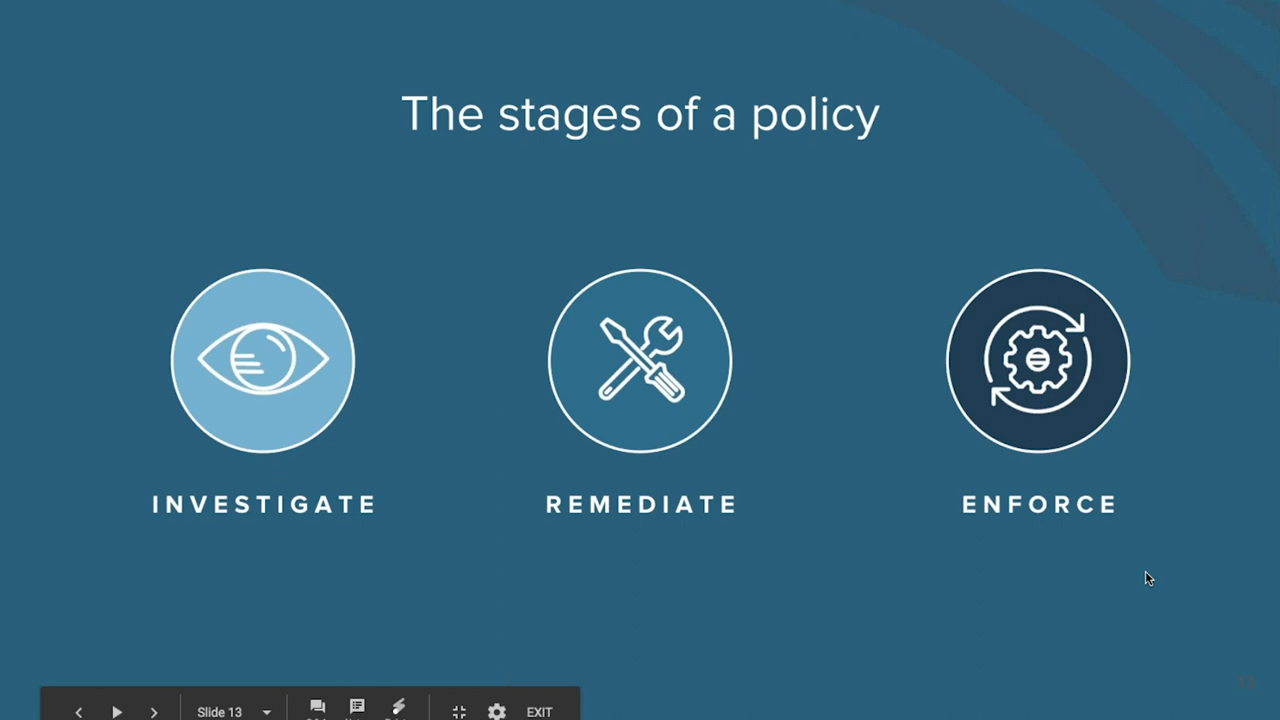 The stages of a policy
INVESTIGATE
REMEDIATE
ENFORCE
Slide 13
EXIT